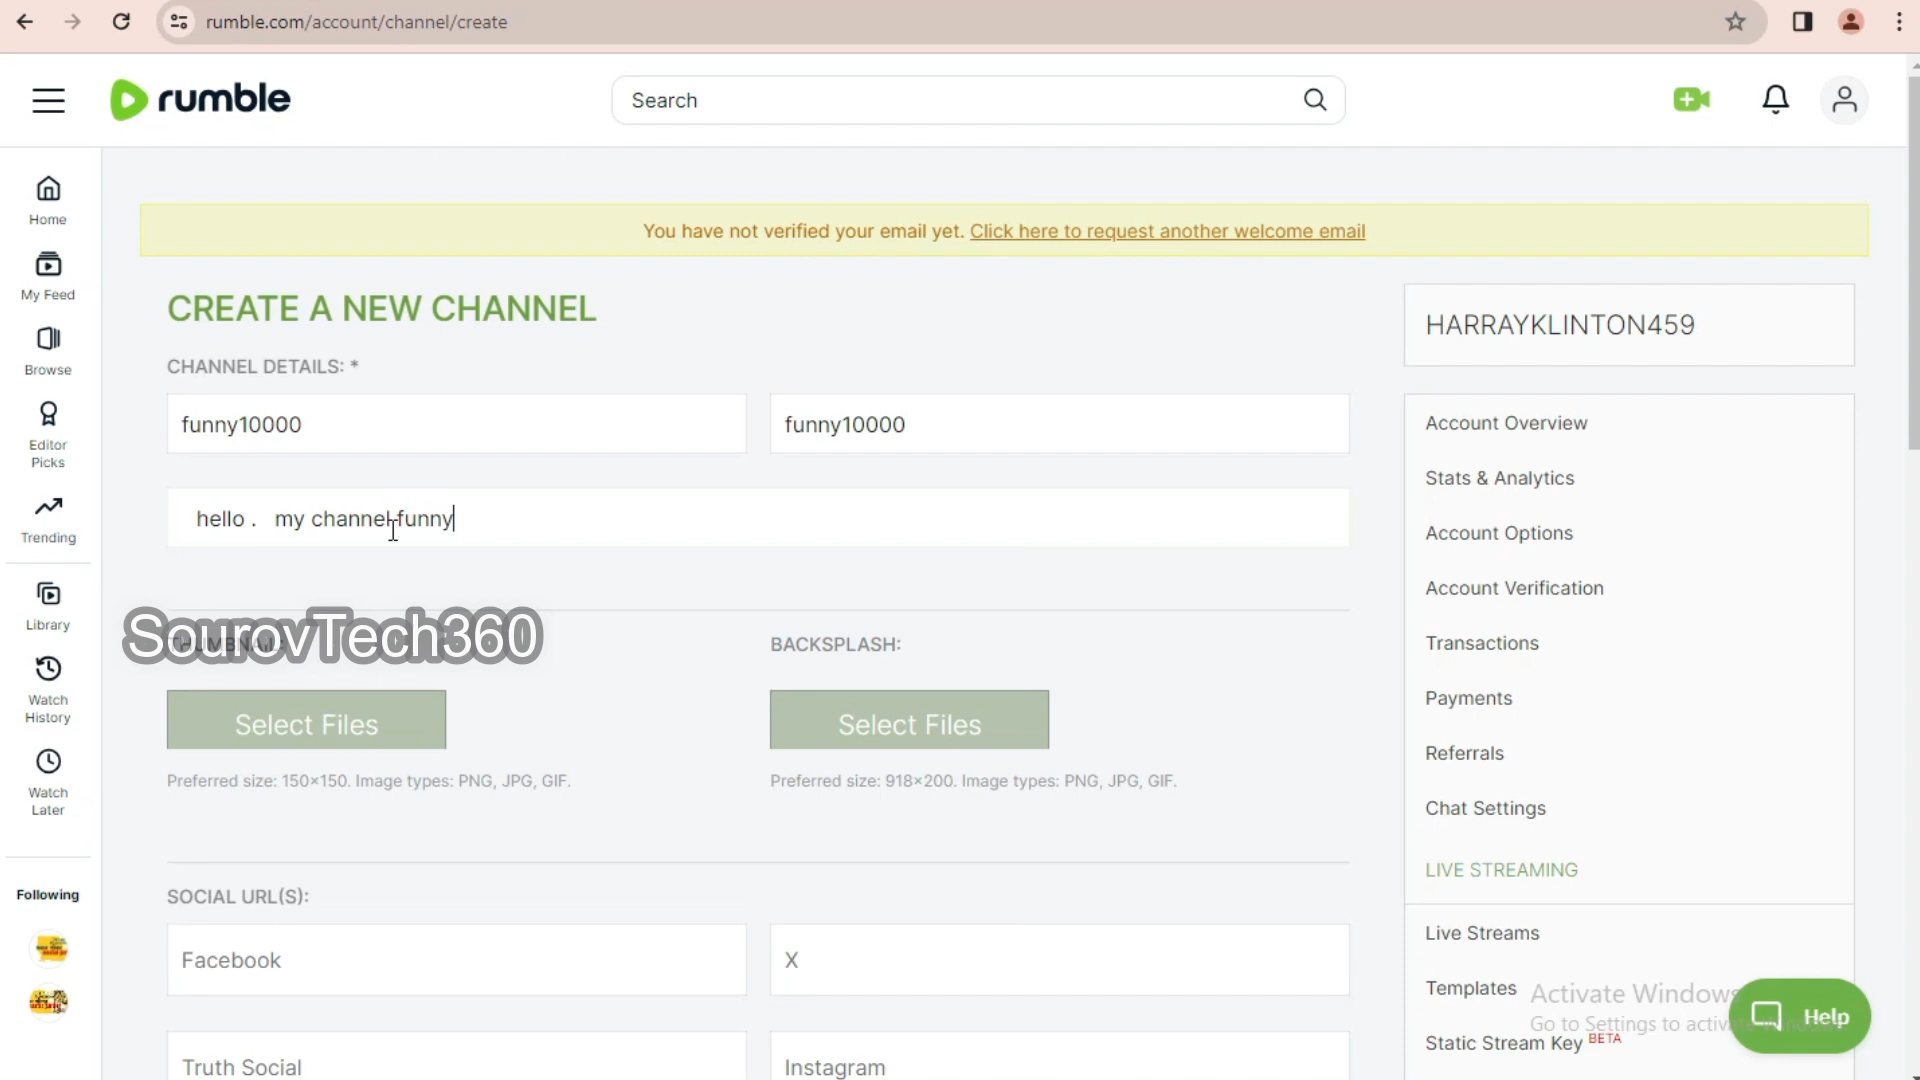 rumble.com/account/channel/create
rumble
Search
Home
My Feed
Browse
Editor
Picks
Trending
Library
Watch
History
Watch
Later
Following
You have not verified your email yet. Click here to request another welcome email
CREATE A NEW CHANNEL
CHANNEL DETAILS: *
funny10000
funny10000
hello . my channel funny
SourovTech360
THUMBNAIL:
BACKSPLASH:
Select Files
Select Files
Preferred size: 150×150. Image types: PNG, JPG, GIF.
Preferred size: 918×200. Image types: PNG, JPG, GIF.
SOCIAL URL(S):
Facebook
X
Truth Social
Instagram
HARRAYKLINTON459
Account Overview
Stats & Analytics
Account Options
Account Verification
Transactions
Payments
Referrals
Chat Settings
LIVE STREAMING
Live Streams
Templates
Static Stream Key BETA
Activate Windows
Go to Settings to activate Windows.
Help